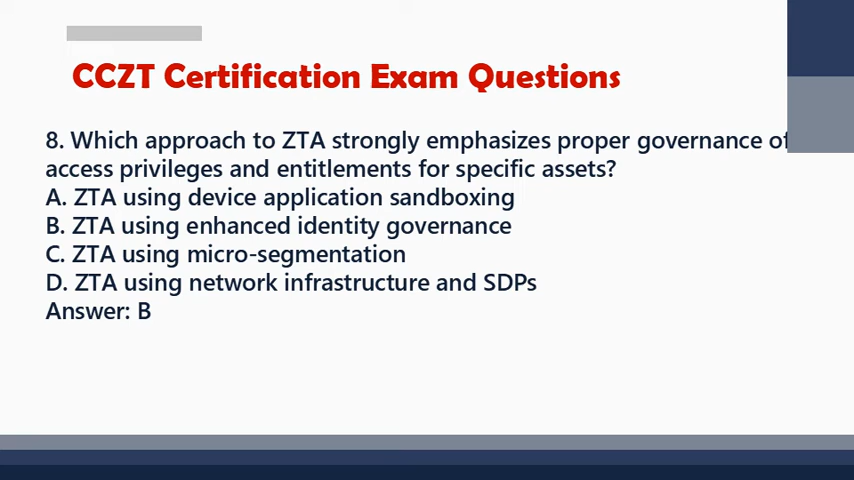 CCZT Certification Exam Questions
8. Which approach to ZTA strongly emphasizes proper governance of
access privileges and entitlements for specific assets?
A. ZTA using device application sandboxing
B. ZTA using enhanced identity governance
C. ZTA using micro-segmentation
D. ZTA using network infrastructure and SDPs
Answer: B